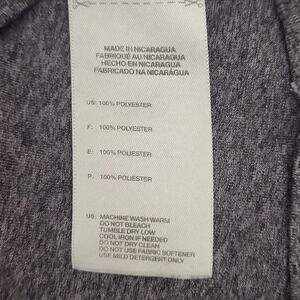 MADE IN NICARAGUA
FABRIQUÉ AU NICARAGUA
HECHO EN NICARAGUA
FABRICADO NA NICARÁGUA
US: 100% POLYESTER
F: 100% POLYESTER
E: 100% POLIESTER
P: 100% POLIESTER
US: MACHINE WASH WARM
DO NOT BLEACH
TUMBLE DRY LOW
COOL IRON IF NEEDED
DO NOT DRY CLEAN
DO NOT USE FABRIC SOFTENER
USE MILD DETERGENT ONLY